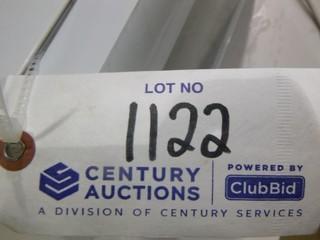 LOT NO
1122
CENTURY AUCTIONS
POWERED BY
ClubBid
A DIVISION OF CENTURY SERVICES